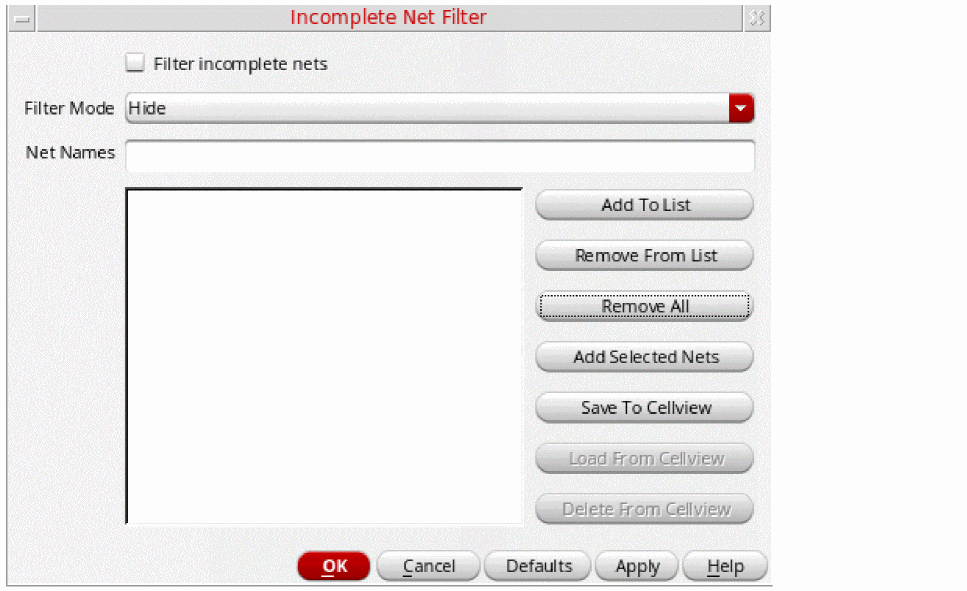 Incomplete Net Filter
Filter incomplete nets
Filter Mode Hide
Net Names
Add To List
Remove From List
Remove All
Add Selected Nets
Save To Cellview
Load From Cellview
Delete From Cellview
OK Cancel Defaults Apply Help